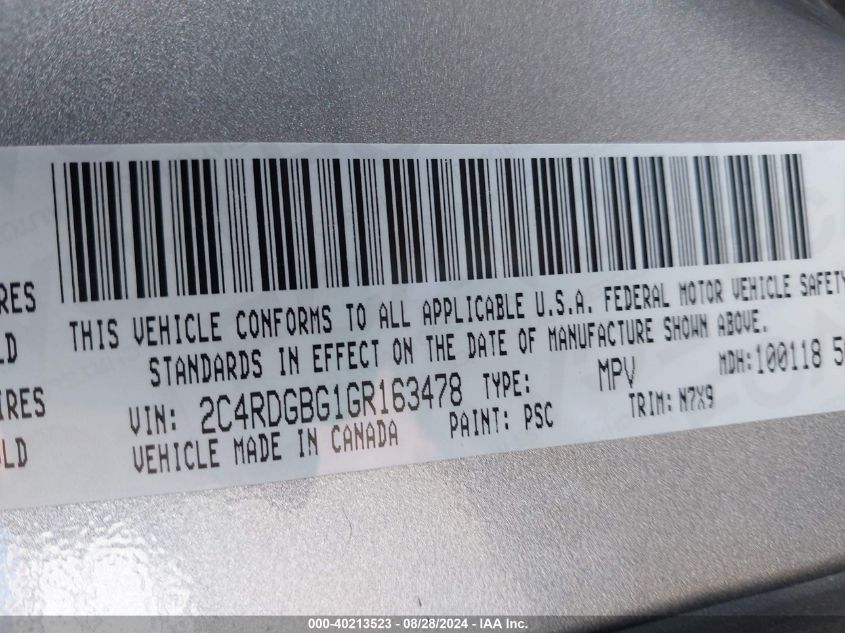 THIS VEHICLE CONFORMS TO ALL APPLICABLE U.S.A. FEDERAL MOTOR VEHICLE SAFETY
STANDARDS IN EFFECT ON THE DATE OF MANUFACTURE SHOWN ABOVE.
VIN: 2C4RDGBG1GR163478 TYPE: MPV MDH:100118
VEHICLE MADE IN CANADA PAINT: PSC TRIM: N7X9
000-40213523 / 08/28/2024 - IAA Inc.